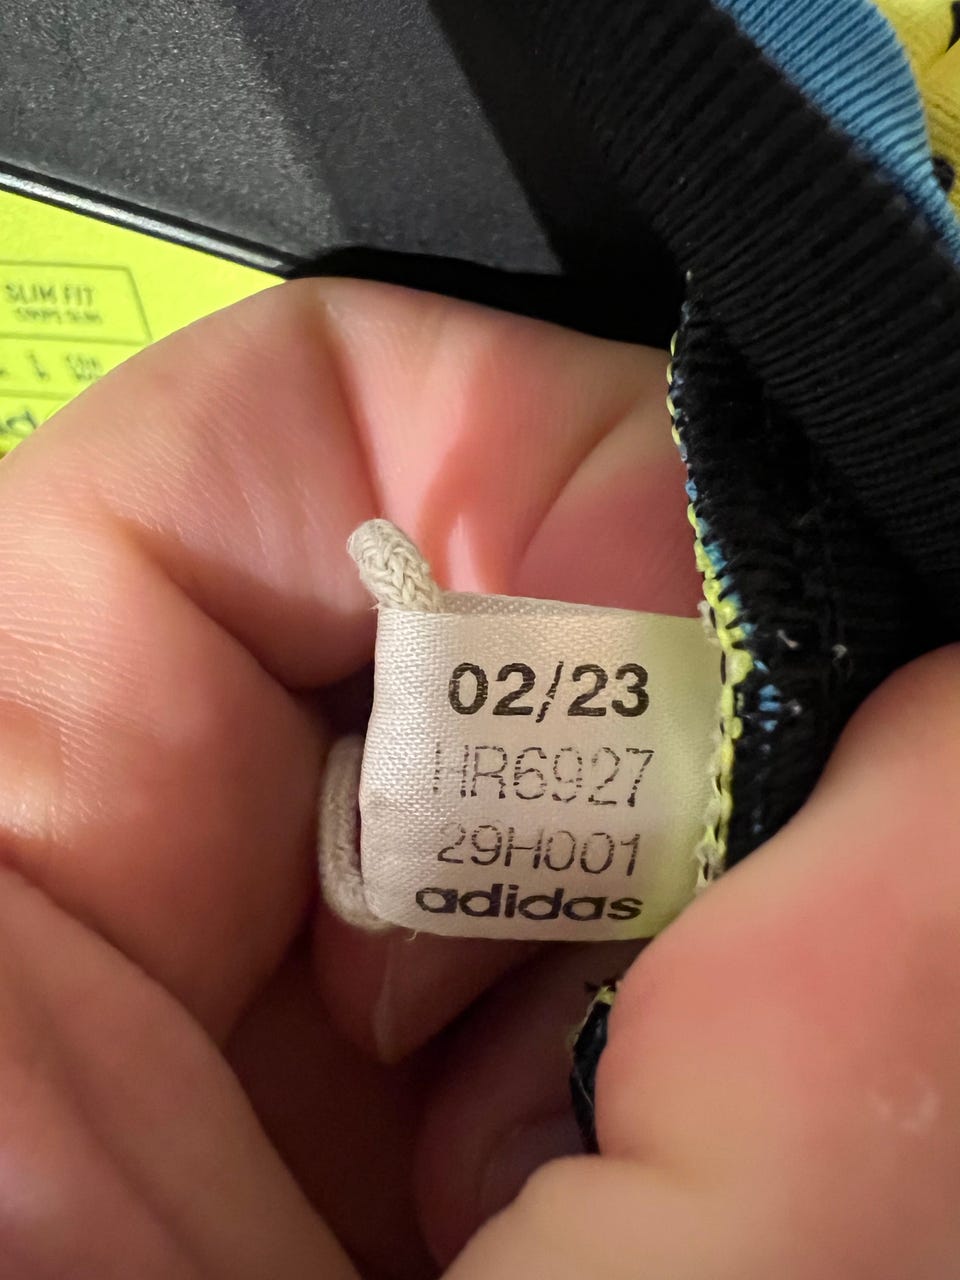 SLIM FIT
02/23
HR6927
29H001
adidas